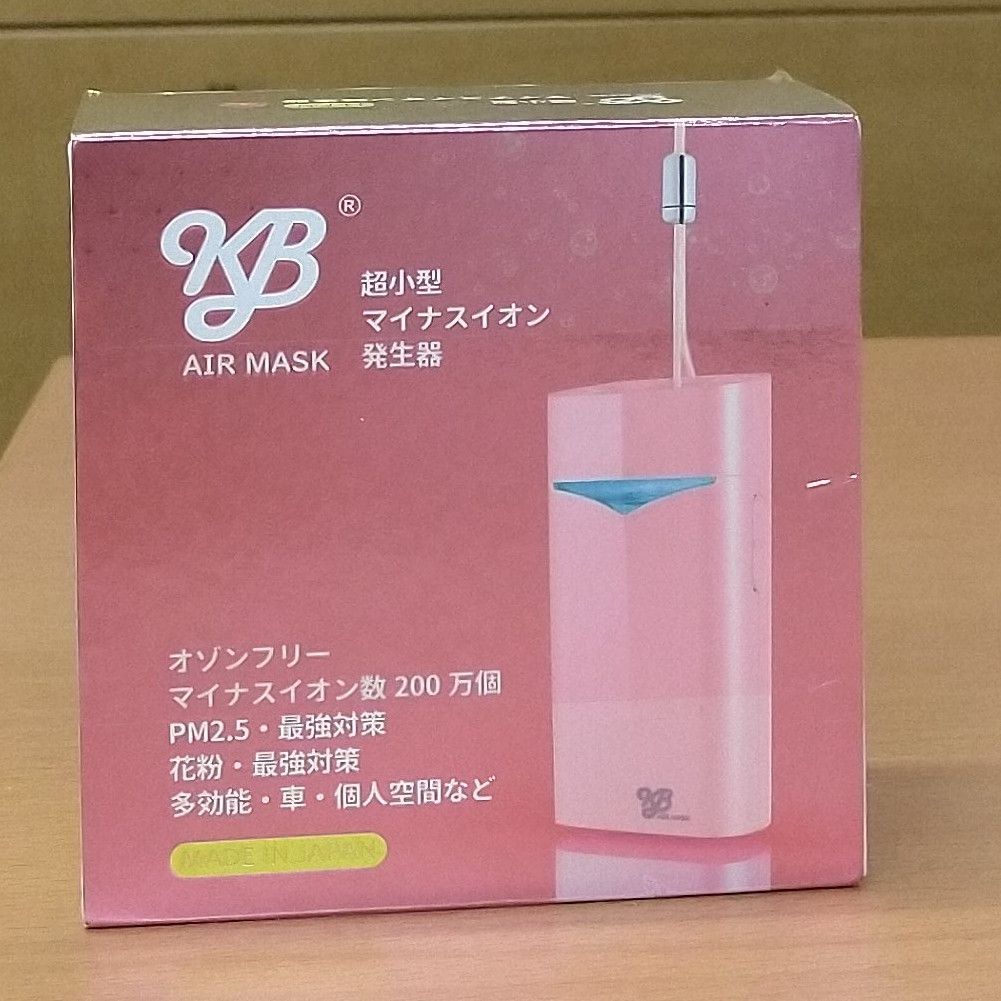 KB®
AIR MASK
超小型
マイナスイオン
発生器
オゾンフリー
マイナスイオン数 200 万個
PM2.5・最強対策
花粉・最強対策
多効能・車・個人空間など
MADE IN JAPAN
KB
AIR MASK